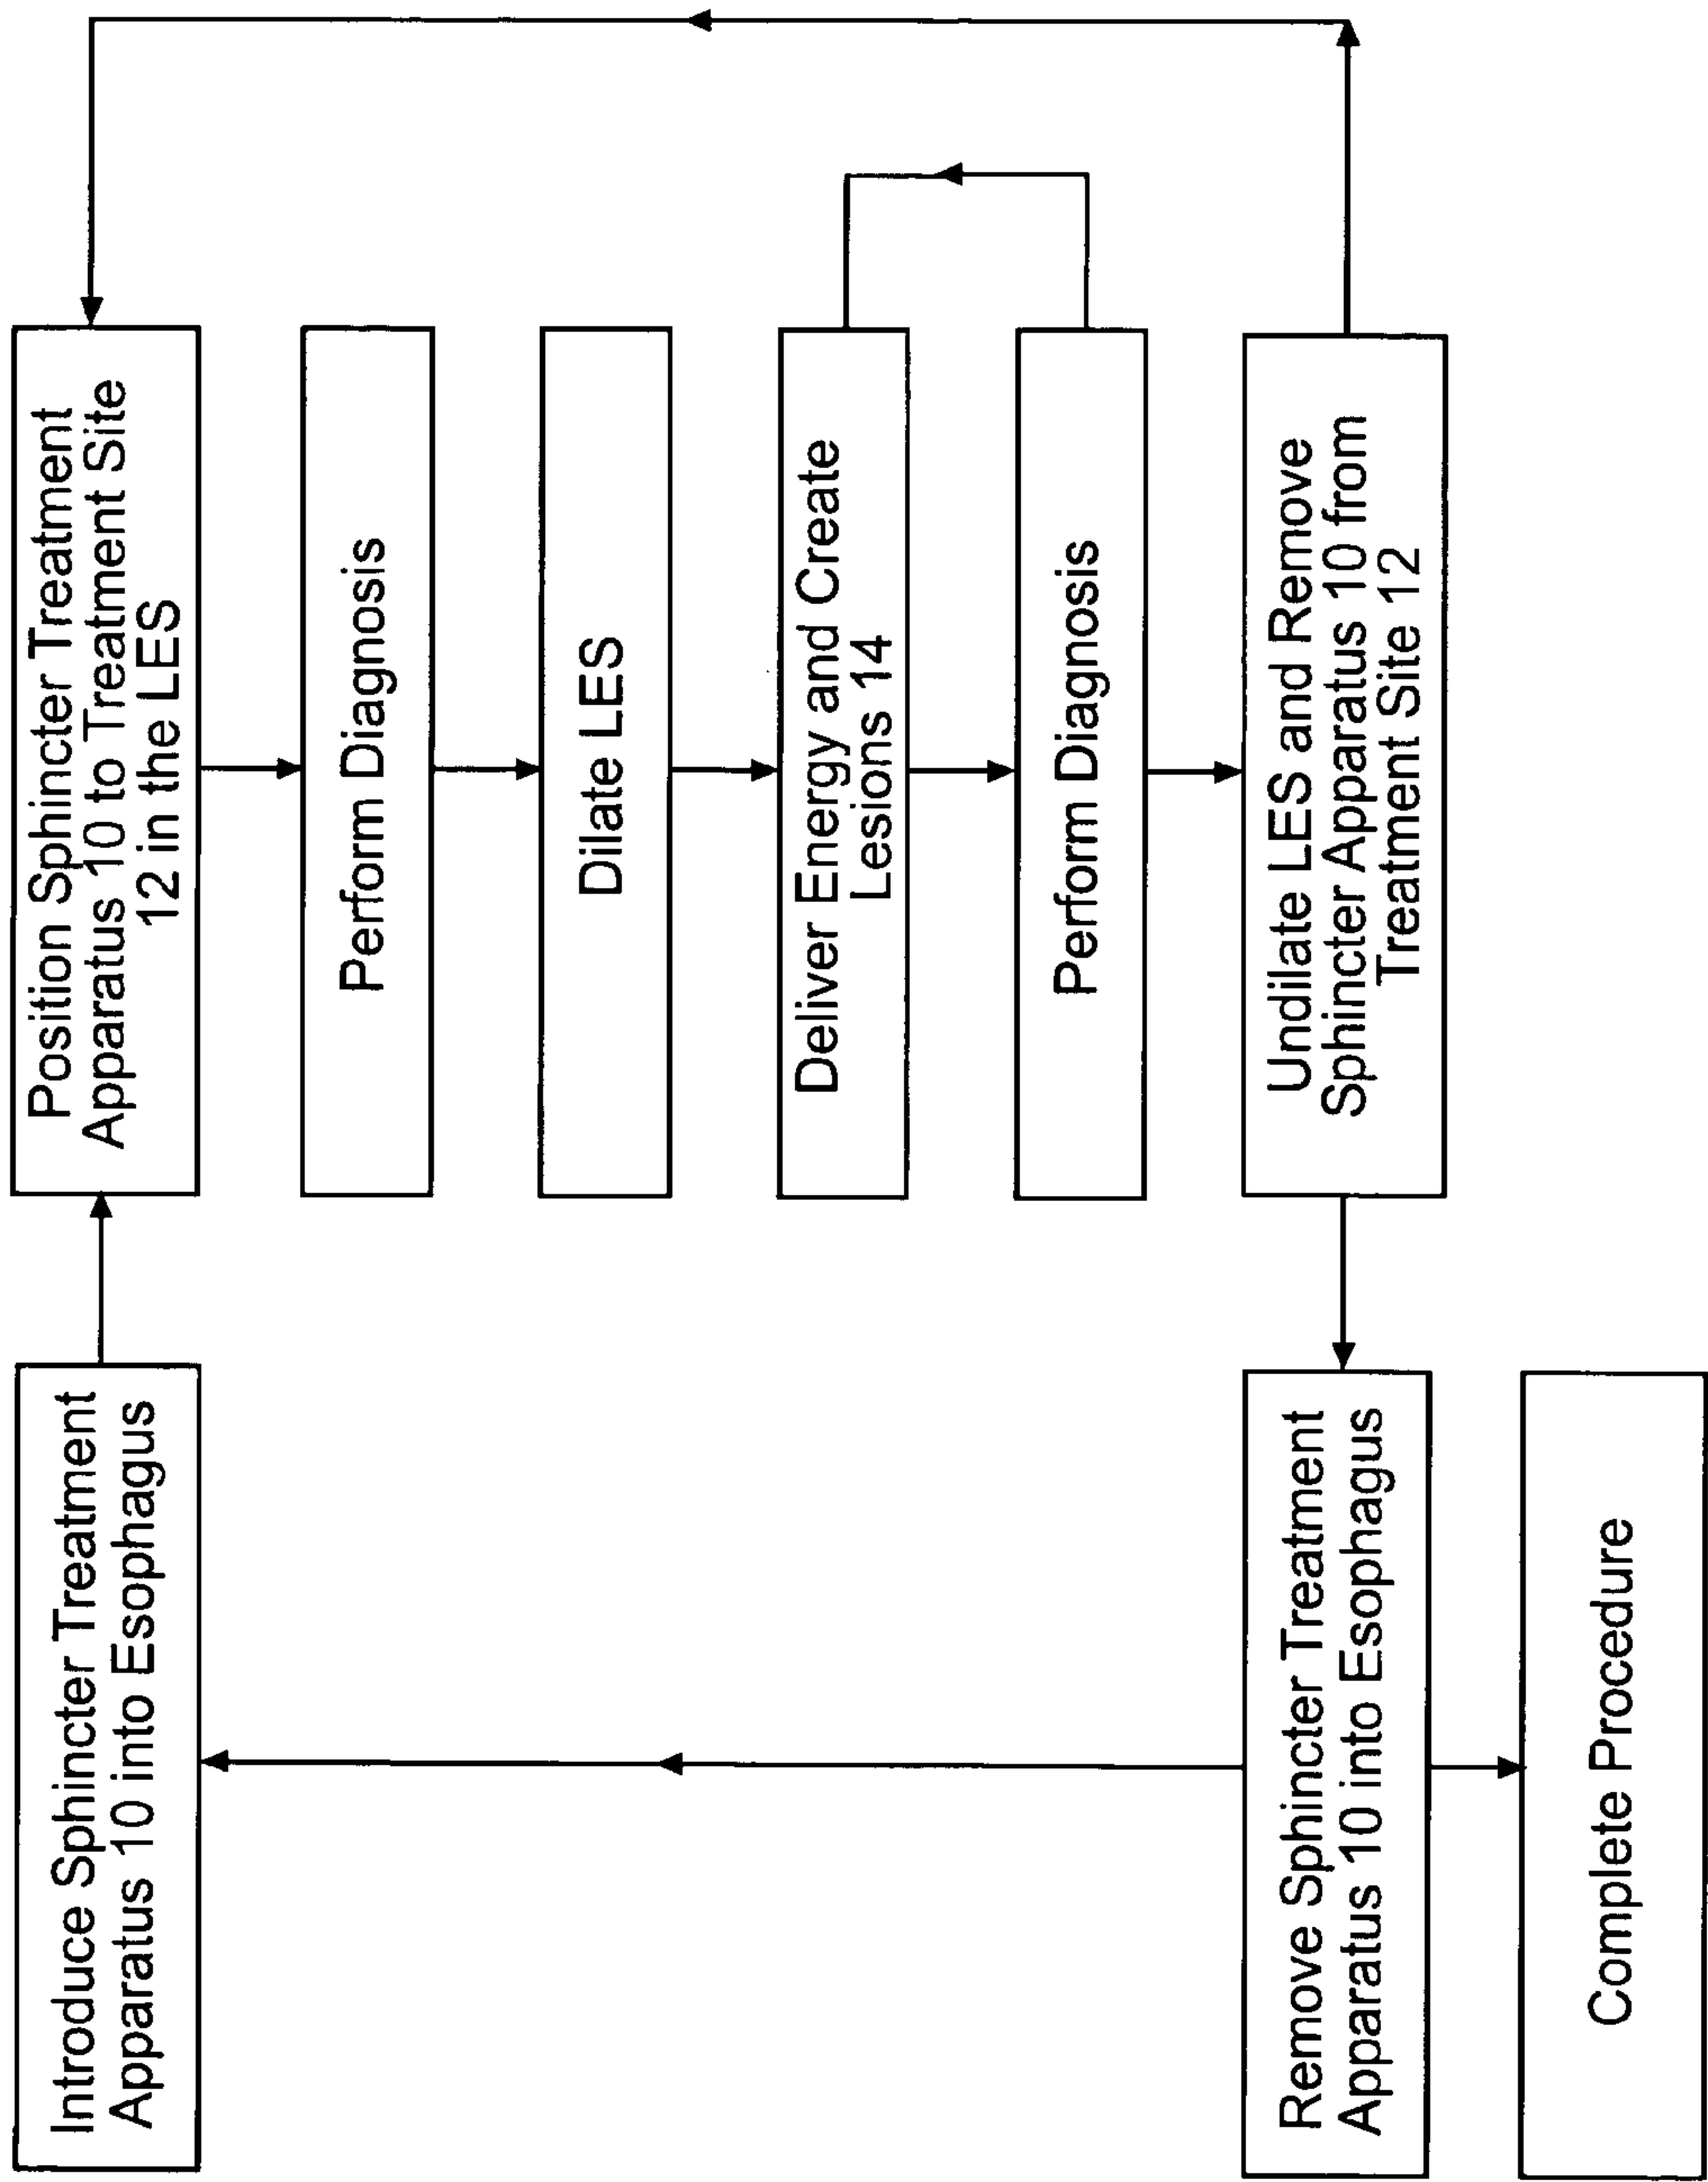 Introduce Sphincter Treatment
Apparatus 10 into Esophagus
Position Sphincter Treatment
Apparatus 10 to Treatment Site
12 in the LES
Perform Diagnosis
Dilate LES
Deliver Energy and Create
Lesions 14
Perform Diagnosis
Undilate LES and Remove
Sphincter Apparatus 10 from
Treatment Site 12
Remove Sphincter Treatment
Apparatus 10 into Esophagus
Complete Procedure